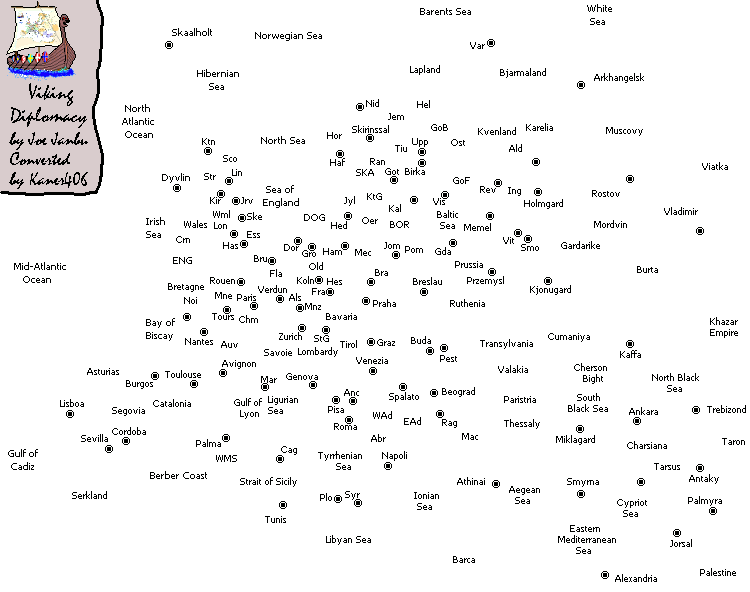 Viking
Diplomacy
by Joe Janbu
Converted
by Kaner406
Barents Sea
White
Sea
Skaalholt
Norwegian Sea
Var
Hibernian
Sea
Lapland
Bjarmaland
Arkhangelsk
North
Atlantic
Ocean
Nid
Hel
Jem
Skirinssal
GoB
Kvenland
Karelia
Muscovy
Ktn
North Sea
Hor
Haf
Tiu
Upp
Ost
Ald
Sco
Ran
Viatka
Dyvlin
Str
Lin
SKA
Got
Birka
GoF
Rev
Ing
Holmgard
Rostov
Kir
Jrv
Sea of
England
Jyl
KtG
Kal
Vis
Vladimir
Irish
Sea
Wales
Wml
Ske
Lon
DOG
Hed
Oer
BOR
Baltic
Sea
Memel
Mordvin
Crn
Ess
Has
Dor
Gro
Ham
Mec
Jom
Pom
Gda
Vit
Smo
Gardarike
Mid-Atlantic
Ocean
ENG
Bru
Fla
Old
Prussia
Burta
Bretagne
Rouen
Verdun
Koln
Hes
Fra
Bra
Breslau
Przemysl
Kjonugard
Noi
Mne
Paris
Als
Mnz
Praha
Ruthenia
Bay of
Biscay
Tours
Chm
Bavaria
Khazar
Empire
Nantes
Auv
Zurich
StG
Tirol
Graz
Buda
Pest
Transylvania
Cumaniya
Kaffa
Savoie
Lombardy
Asturias
Burgos
Toulouse
Avignon
Mar
Genova
Venezia
Valakia
Cherson
Bight
North Black
Sea
Lisboa
Segovia
Catalonia
Gulf of
Lyon
Ligurian
Sea
Anc
Pisa
Spalato
Beograd
Paristria
South
Black Sea
Ankara
Trebizond
Sevilla
Cordoba
Roma
WAd
EAd
Rag
Thessaly
Gulf of
Cadiz
Palma
WMS
Cag
Abr
Mac
Miklagard
Charsiana
Taron
Tyrrhenian
Sea
Napoli
Tarsus
Antaky
Berber Coast
Strait of Sicily
Athinai
Aegean
Sea
Smyrna
Serkland
Plo
Syr
Ionian
Sea
Cypriot
Sea
Palmyra
Tunis
Libyan Sea
Eastern
Mediterranean
Sea
Jorsal
Barca
Alexandria
Palestine